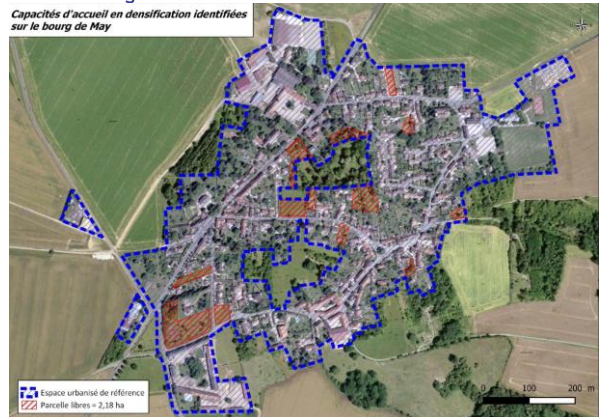 Capacités d'accueil en densification identifiées
sur le bourg de May
Espace urbanisé de référence
Parcelle libres = 2,18 ha
0 100 200 m